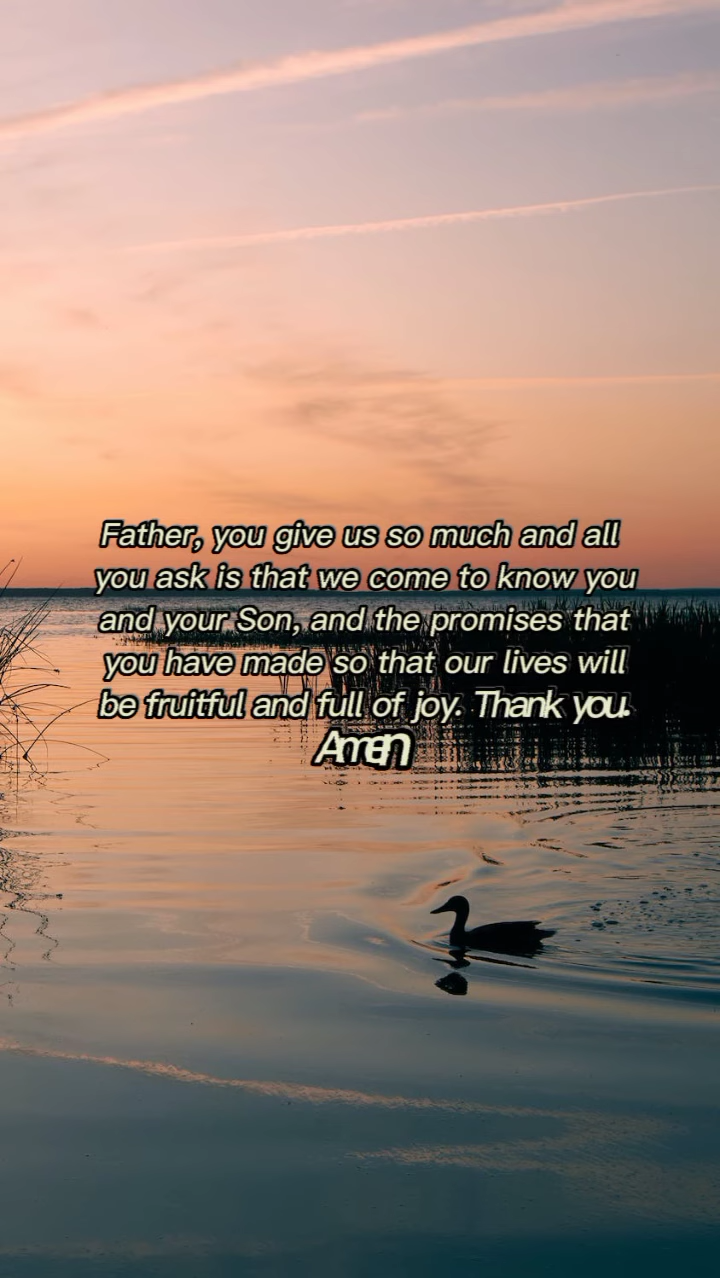 Father, you give us so much and all
you ask is that we come to know you
and your Son, and the promises that
you have made so that our lives will
be fruitful and full of joy. Thank you.
Amen